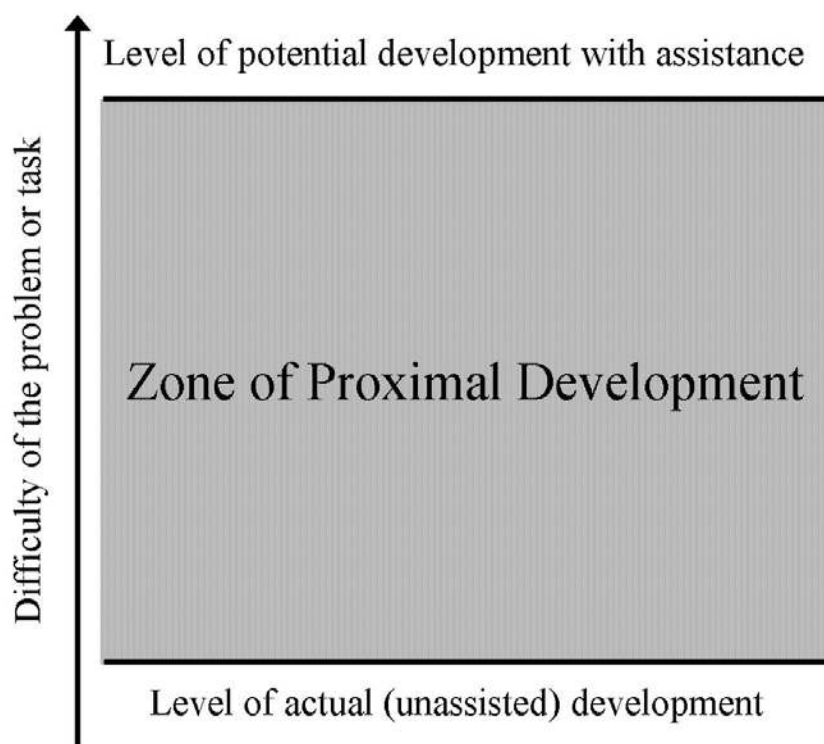 Level of potential development with assistance
Difficulty of the problem or task
Zone of Proximal Development
Level of actual (unassisted) development